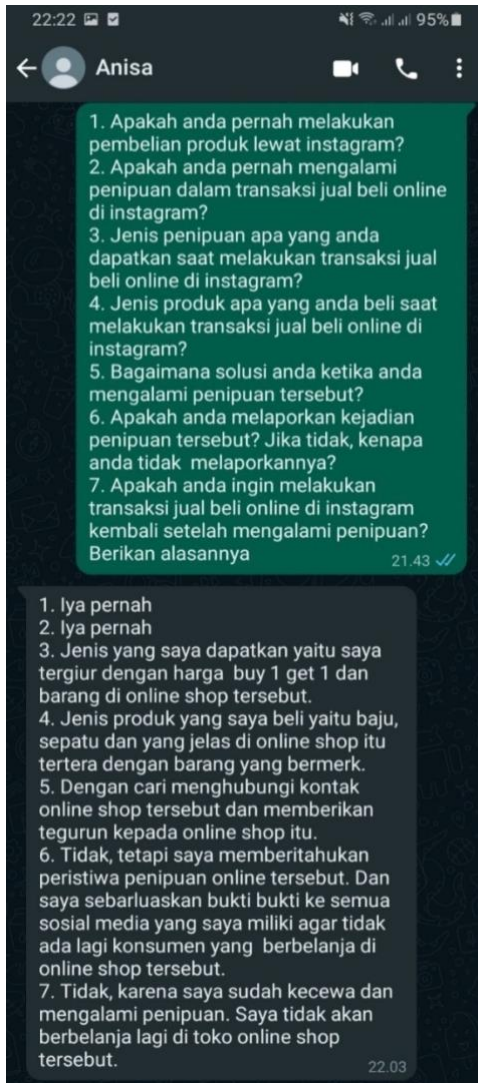 22:22 95%
Anisa
1. Apakah anda pernah melakukan
pembelian produk lewat instagram?
2. Apakah anda pernah mengalami
penipuan dalam transaksi jual beli online
di instagram?
3. Jenis penipuan apa yang anda
dapatkan saat melakukan transaksi jual
beli online di instagram?
4. Jenis produk apa yang anda beli saat
melakukan transaksi jual beli online di
instagram?
5. Bagaimana solusi anda ketika anda
mengalami penipuan tersebut?
6. Apakah anda melaporkan kejadian
penipuan tersebut? Jika tidak, kenapa
anda tidak melaporkannya?
7. Apakah anda ingin melakukan
transaksi jual beli online di instagram
kembali setelah mengalami penipuan?
Berikan alasannya
21.43
1. Iya pernah
2. Iya pernah
3. Jenis yang saya dapatkan yaitu saya
tergiur dengan harga buy 1 get 1 dan
barang di online shop tersebut.
4. Jenis produk yang saya beli yaitu baju,
sepatu dan yang jelas di online shop itu
tertera dengan barang yang bermerk.
5. Dengan cari menghubungi kontak
online shop tersebut dan memberikan
tegurun kepada online shop itu.
6. Tidak, tetapi saya memberitahukan
peristiwa penipuan online tersebut. Dan
saya sebarluaskan bukti bukti ke semua
sosial media yang saya miliki agar tidak
ada lagi konsumen yang berbelanja di
online shop tersebut.
7. Tidak, karena saya sudah kecewa dan
mengalami penipuan. Saya tidak akan
berbelanja lagi di toko online shop
tersebut.
22.03